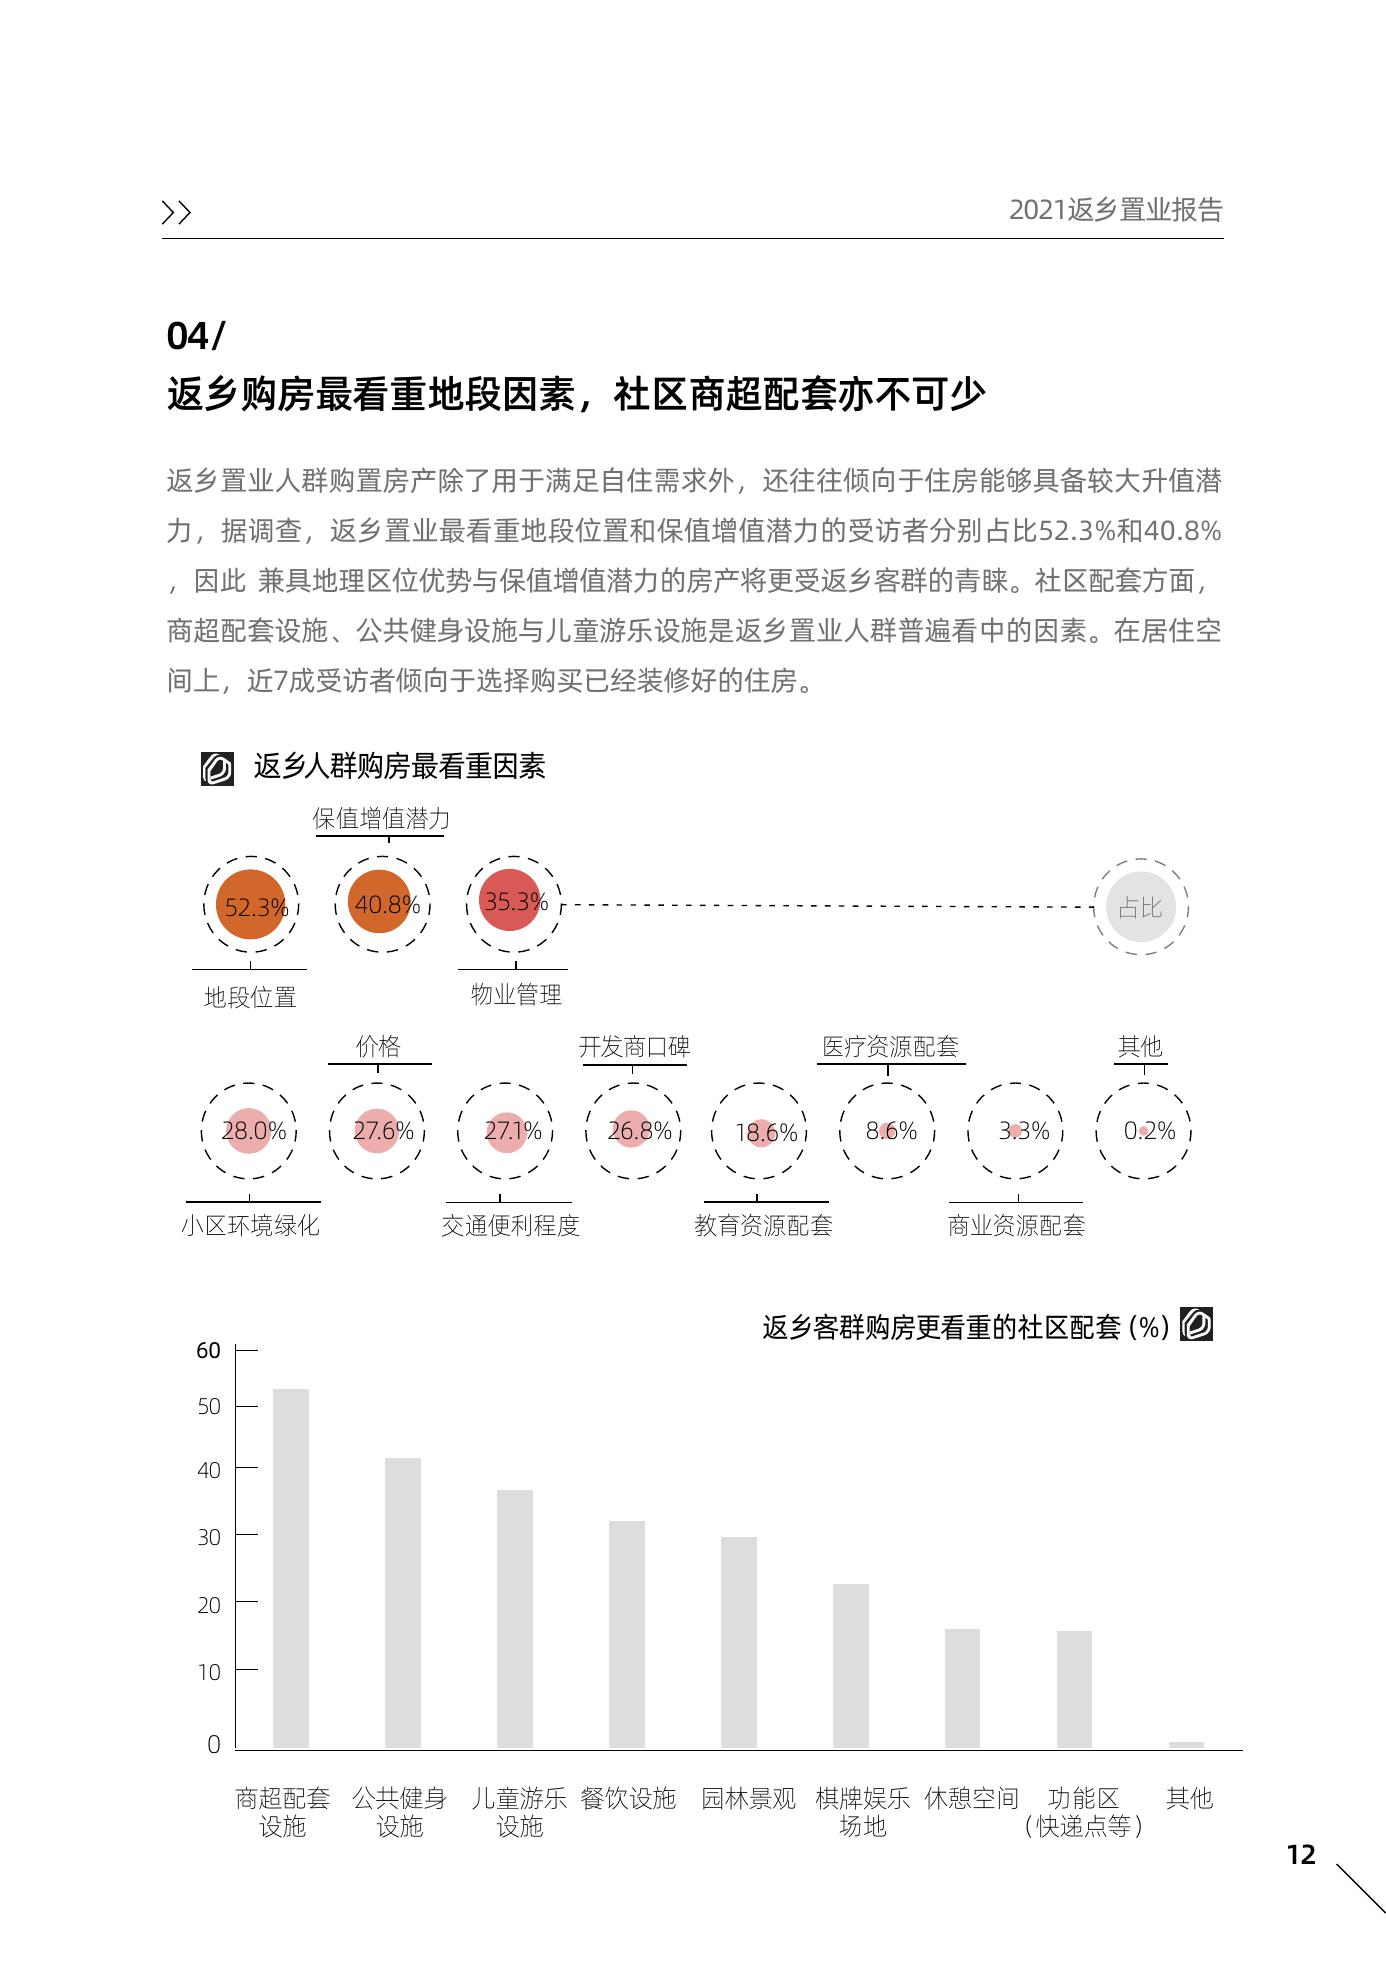 2021返乡置业报告
04/
返乡购房最看重地段因素，社区商超配套亦不可少
返乡置业人群购置房产除了用于满足自住需求外，还往往倾向于住房能够具备较大升值潜
力，据调查，返乡置业最看重地段位置和保值增值潜力的受访者分别占比52.3%和40.8%
，因此 兼具地理区位优势与保值增值潜力的房产将更受返乡客群的青睐。社区配套方面，
商超配套设施、公共健身设施与儿童游乐设施是返乡置业人群普遍看中的因素。在居住空
间上，近7成受访者倾向于选择购买已经装修好的住房。
返乡人群购房最看重因素
保值增值潜力
52.3% 40.8% 35.3% 占比
地段位置 物业管理
价格 开发商口碑 医疗资源配套 其他
28.0% 27.6% 27.1% 26.8% 18.6% 8.6% 3.3% 0.2%
小区环境绿化 交通便利程度 教育资源配套 商业资源配套
返乡客群购房更看重的社区配套 (%)
60
50
40
30
20
10
0
商超配套 公共健身 儿童游乐 餐饮设施 园林景观 棋牌娱乐 休憩空间 功能区 其他
设施 设施 设施 场地 （快递点等）
12